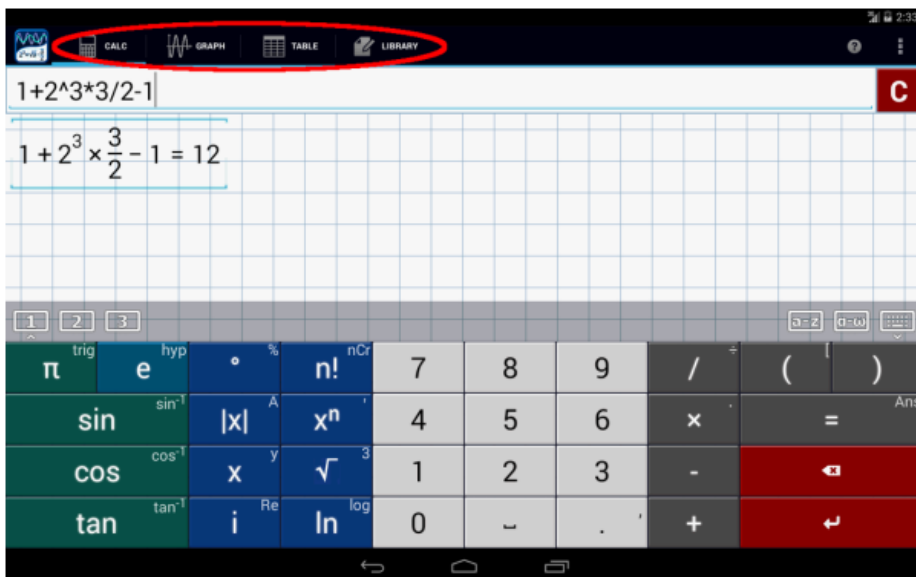 2:33
CALC GRAPH TABLE LIBRARY ?
1+2^3*3/2-1 C
1 + 2³ × 3/2 − 1 = 12
1 2 3 a-z α-ω
π trig e hyp ° % n! nCr 7 8 9 / ÷ ( [ )
sin sin⁻¹ |x| A xⁿ ' 4 5 6 × . = Ans
cos cos⁻¹ x y √ 3 1 2 3 -
tan tan⁻¹ i Re ln log 0 . ' +